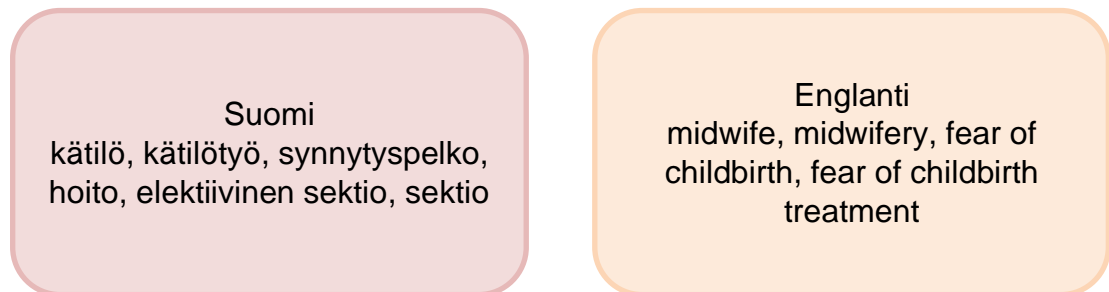 Suomi
kätilö, kätilötyö, synnytyspelko,
hoito, elektiivinen sektio, sektio
Englanti
midwife, midwifery, fear of
childbirth, fear of childbirth
treatment